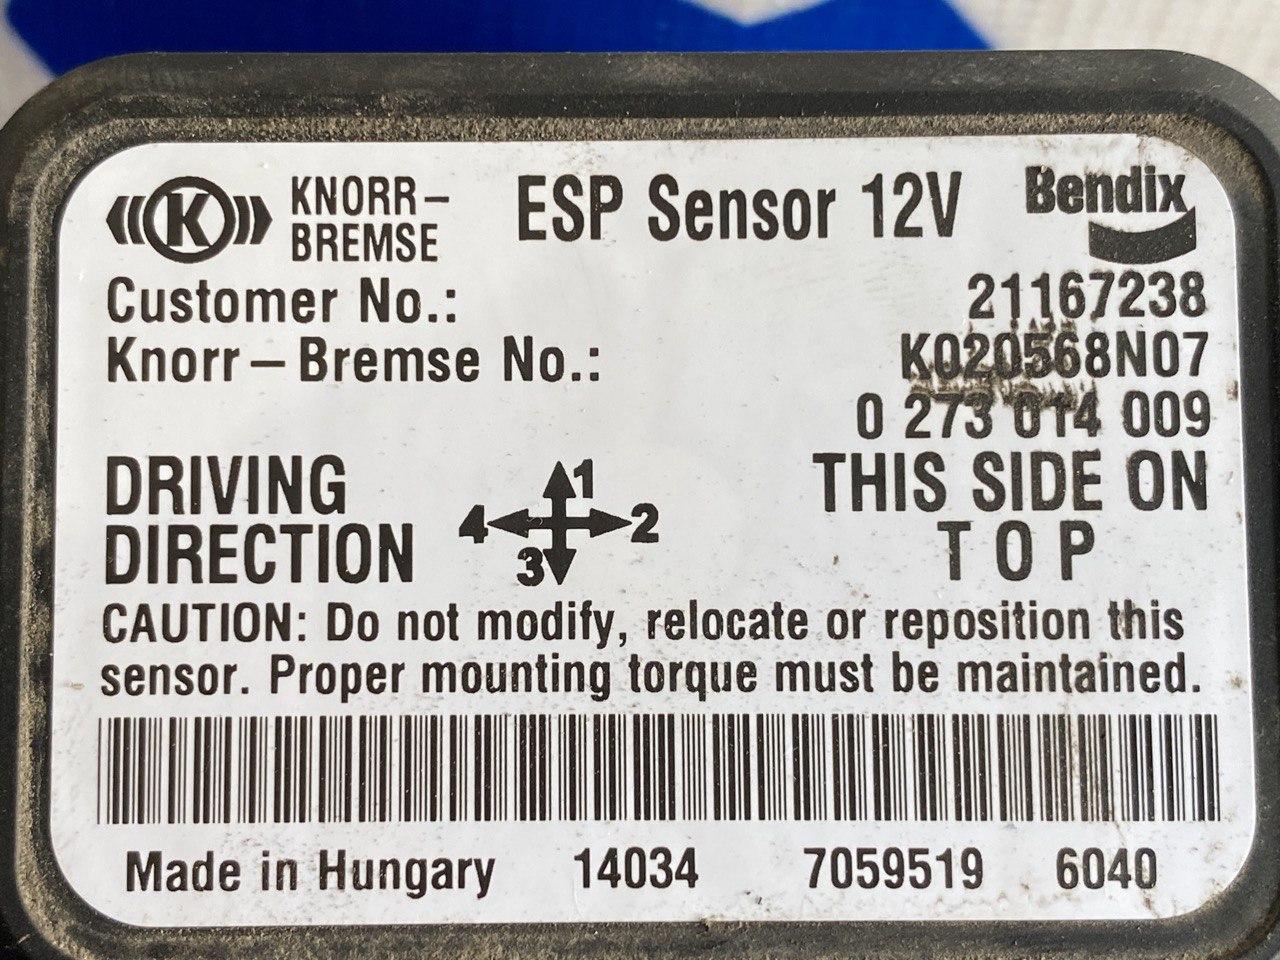 K KNORR-BREMSE ESP Sensor 12V Bendix
Customer No.: 21167238
Knorr-Bremse No.: K020568N07
0 273 014 009
DRIVING DIRECTION
1
4 2
3
THIS SIDE ON
TOP
CAUTION: Do not modify, relocate or reposition this
sensor. Proper mounting torque must be maintained.
Made in Hungary 14034 7059519 6040